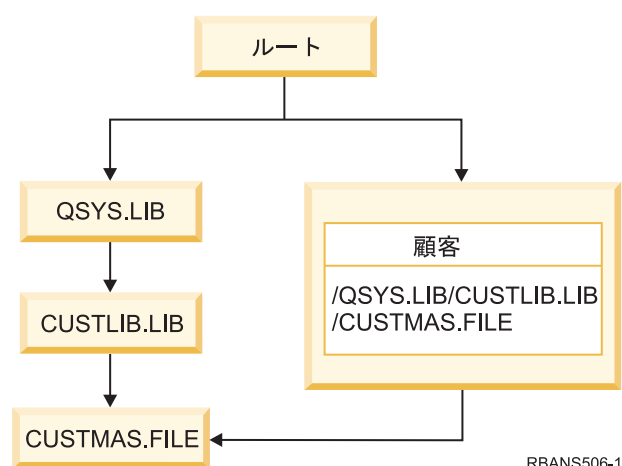 ルート
QSYS.LIB
CUSTLIB.LIB
CUSTMAS.FILE
顧客
/QSYS.LIB/CUSTLIB.LIB
/CUSTMAS.FILE
RBANS506-1